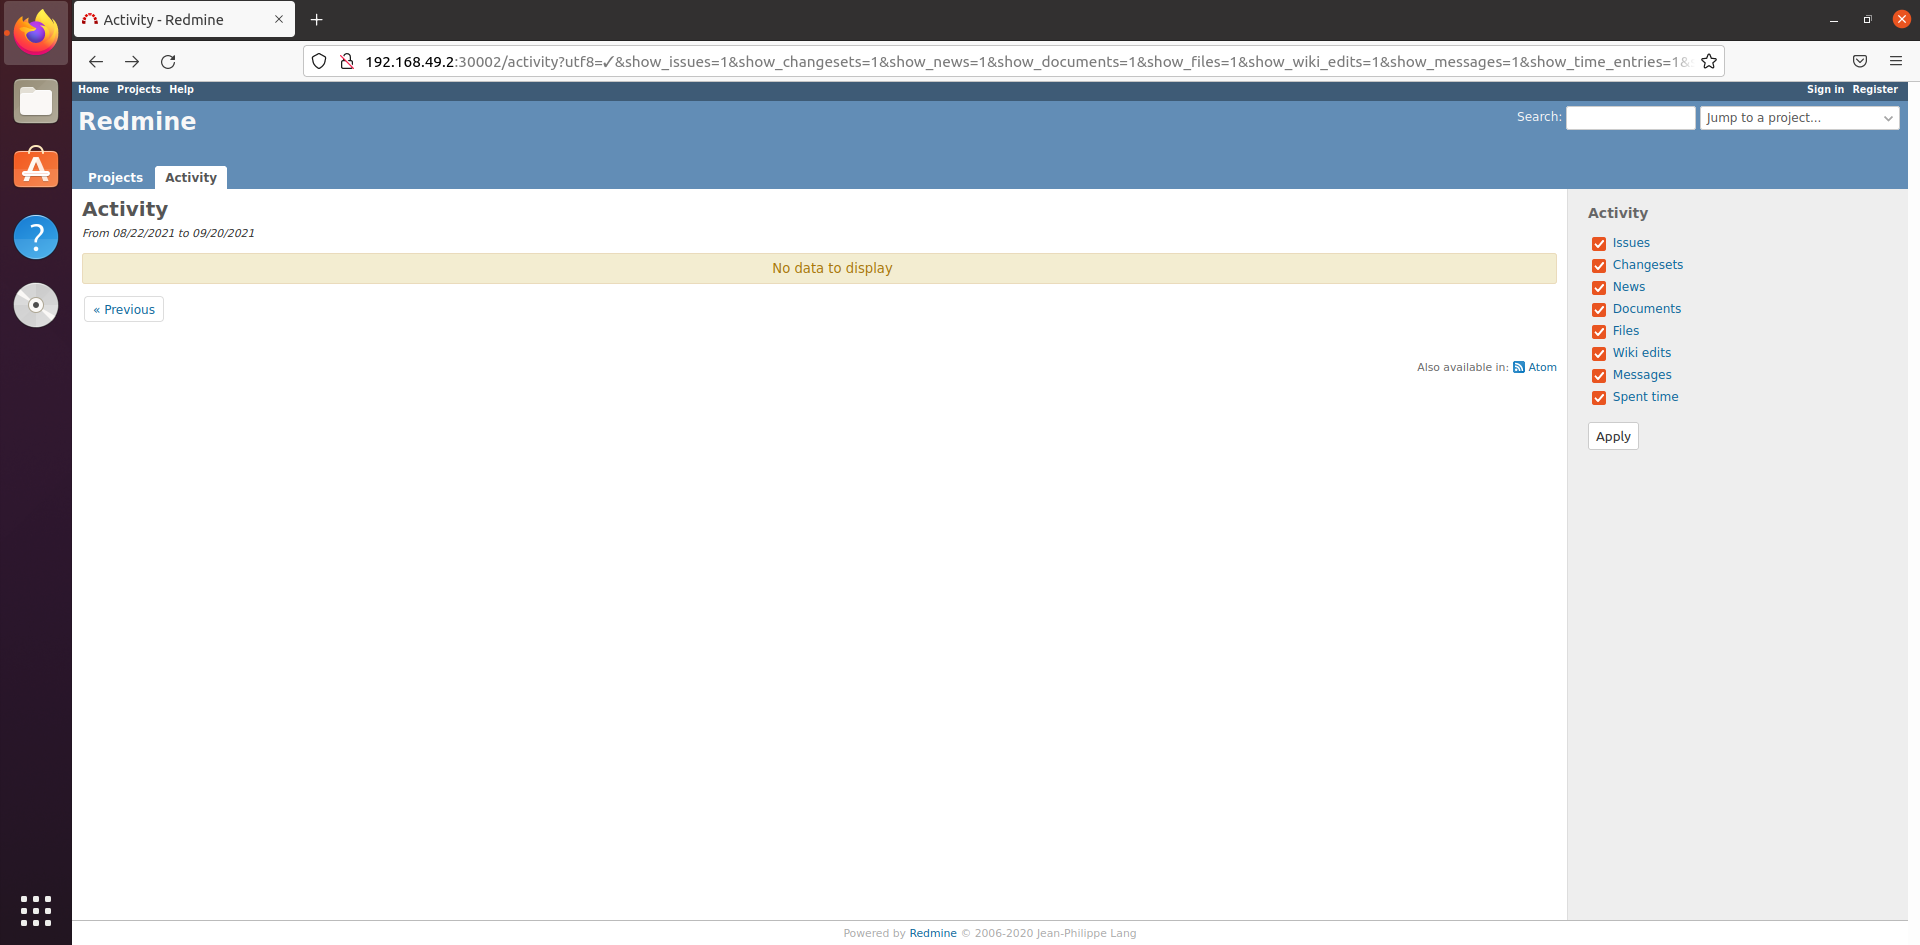 Activity - Redmine
192.168.49.2:30002/activity?utf8=✓&show_issues=1&show_changesets=1&show_news=1&show_documents=1&show_files=1&show_wiki_edits=1&show_messages=1&show_time_entries=1&
Home Projects Help Sign in Register
Redmine Search: Jump to a project...
Projects Activity
Activity
From 08/22/2021 to 09/20/2021
No data to display
« Previous
Also available in: Atom
Activity
Issues
Changesets
News
Documents
Files
Wiki edits
Messages
Spent time
Apply
Powered by Redmine © 2006-2020 Jean-Philippe Lang